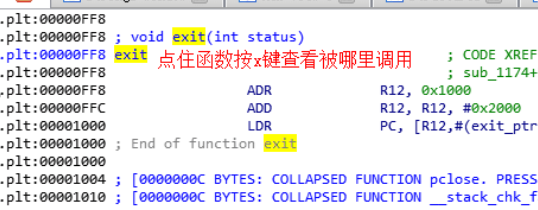 .plt:00000FF8
.plt:00000FF8 ; void exit(int status)
.plt:00000FF8 exit 点住函数按x键查看被哪里调用 ; CODE XREF
.plt:00000FF8 ; sub_1174+
.plt:00000FF8 ADR R12, 0x1000
.plt:00000FFC ADD R12, R12, #0x2000
.plt:00001000 LDR PC, [R12,#(exit_ptr
.plt:00001000 ; End of function exit
.plt:00001000
.plt:00001004 ; [0000000C BYTES: COLLAPSED FUNCTION pclose. PRESS
.plt:00001010 ; [0000000C BYTES: COLLAPSED FUNCTION __stack_chk_f